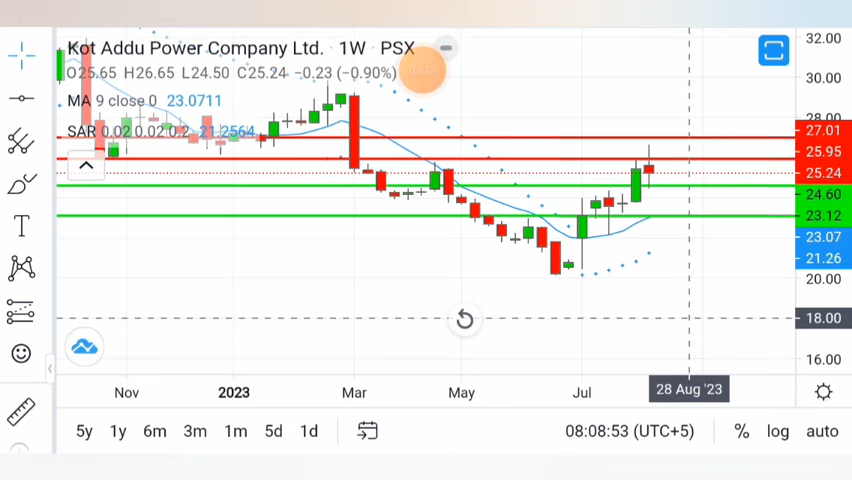 Kot Addu Power Company Ltd. · 1W · PSX
O25.65 H26.65 L24.50 C25.24 −0.23 (−0.90%)
MA 9 close 0 23.0711
SAR 0.02 0.02 0.2 21.2564
32.00
30.00
28.00
27.01
25.95
25.24
24.60
23.12
23.07
21.26
20.00
18.00
16.00
Nov 2023 Mar May Jul 28 Aug '23
5y 1y 6m 3m 1m 5d 1d 08:08:53 (UTC+5) % log auto